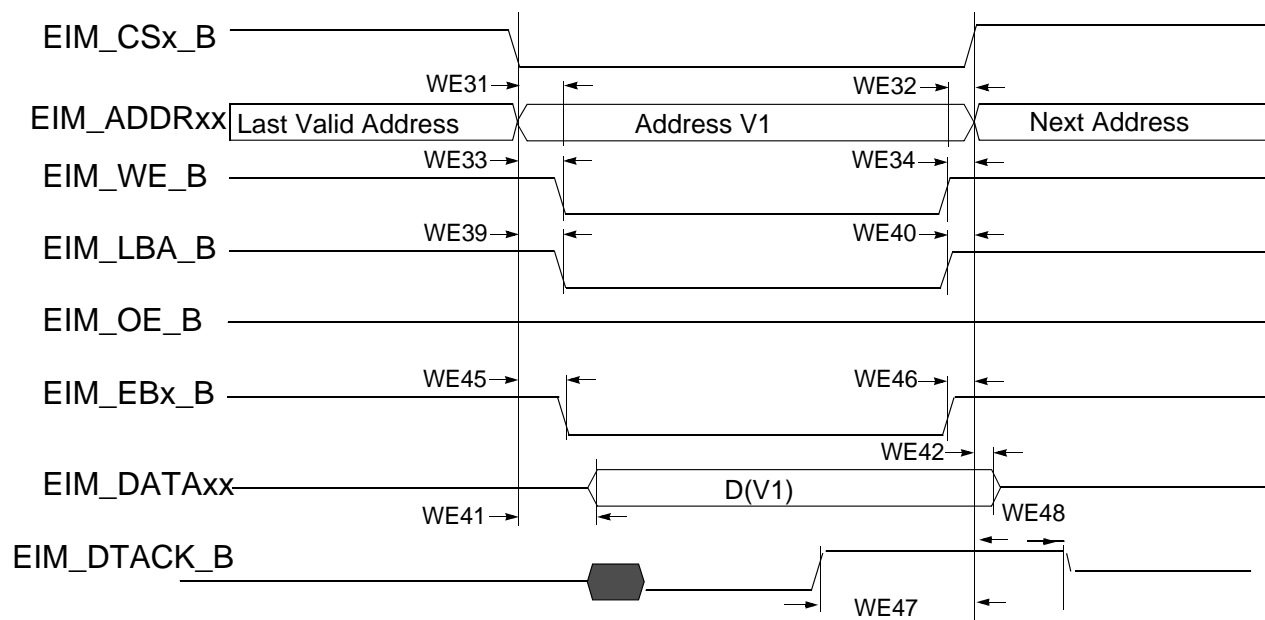 EIM_CSx_B
WE31
WE32
EIM_ADDRxx
Last Valid Address
Address V1
Next Address
WE33
WE34
EIM_WE_B
WE39
WE40
EIM_LBA_B
EIM_OE_B
WE45
WE46
EIM_EBx_B
WE42
EIM_DATAxx
D(V1)
WE41
WE48
EIM_DTACK_B
WE47